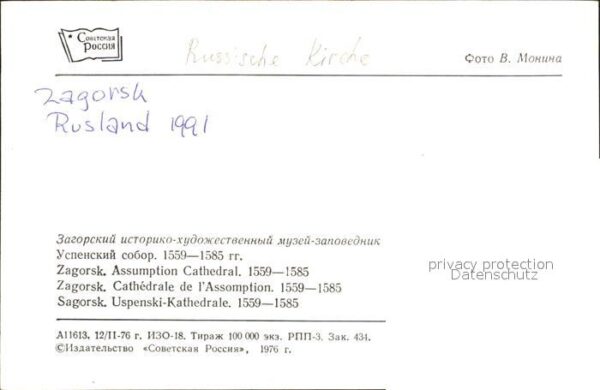 Советская
Россия
Russische Kirche
Фото В. Монина
Zagorsk
Rusland 1991
Загорский историко-художественный музей-заповедник
Успенский собор. 1559—1585 гг.
Zagorsk. Assumption Cathedral. 1559—1585
Zagorsk. Cathédrale de l'Assomption. 1559—1585
Sagorsk. Uspenski-Kathedrale. 1559—1585
privacy protection
Datenschutz
А11613. 12/II-76 г. ИЗО-18. Тираж 100 000 экз. РПП-3. Зак. 434.
©Издательство «Советская Россия», 1976 г.